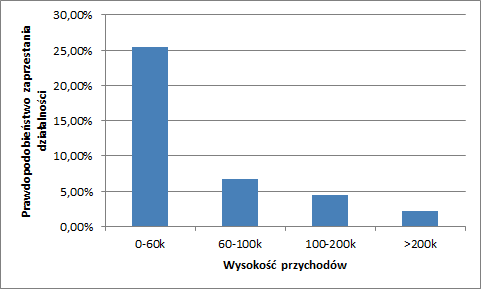 30,00%
25,00%
20,00%
15,00%
10,00%
5,00%
0,00%
Prawdopodobieństwo zaprzestania
działalności
0-60k 60-100k 100-200k >200k
Wysokość przychodów